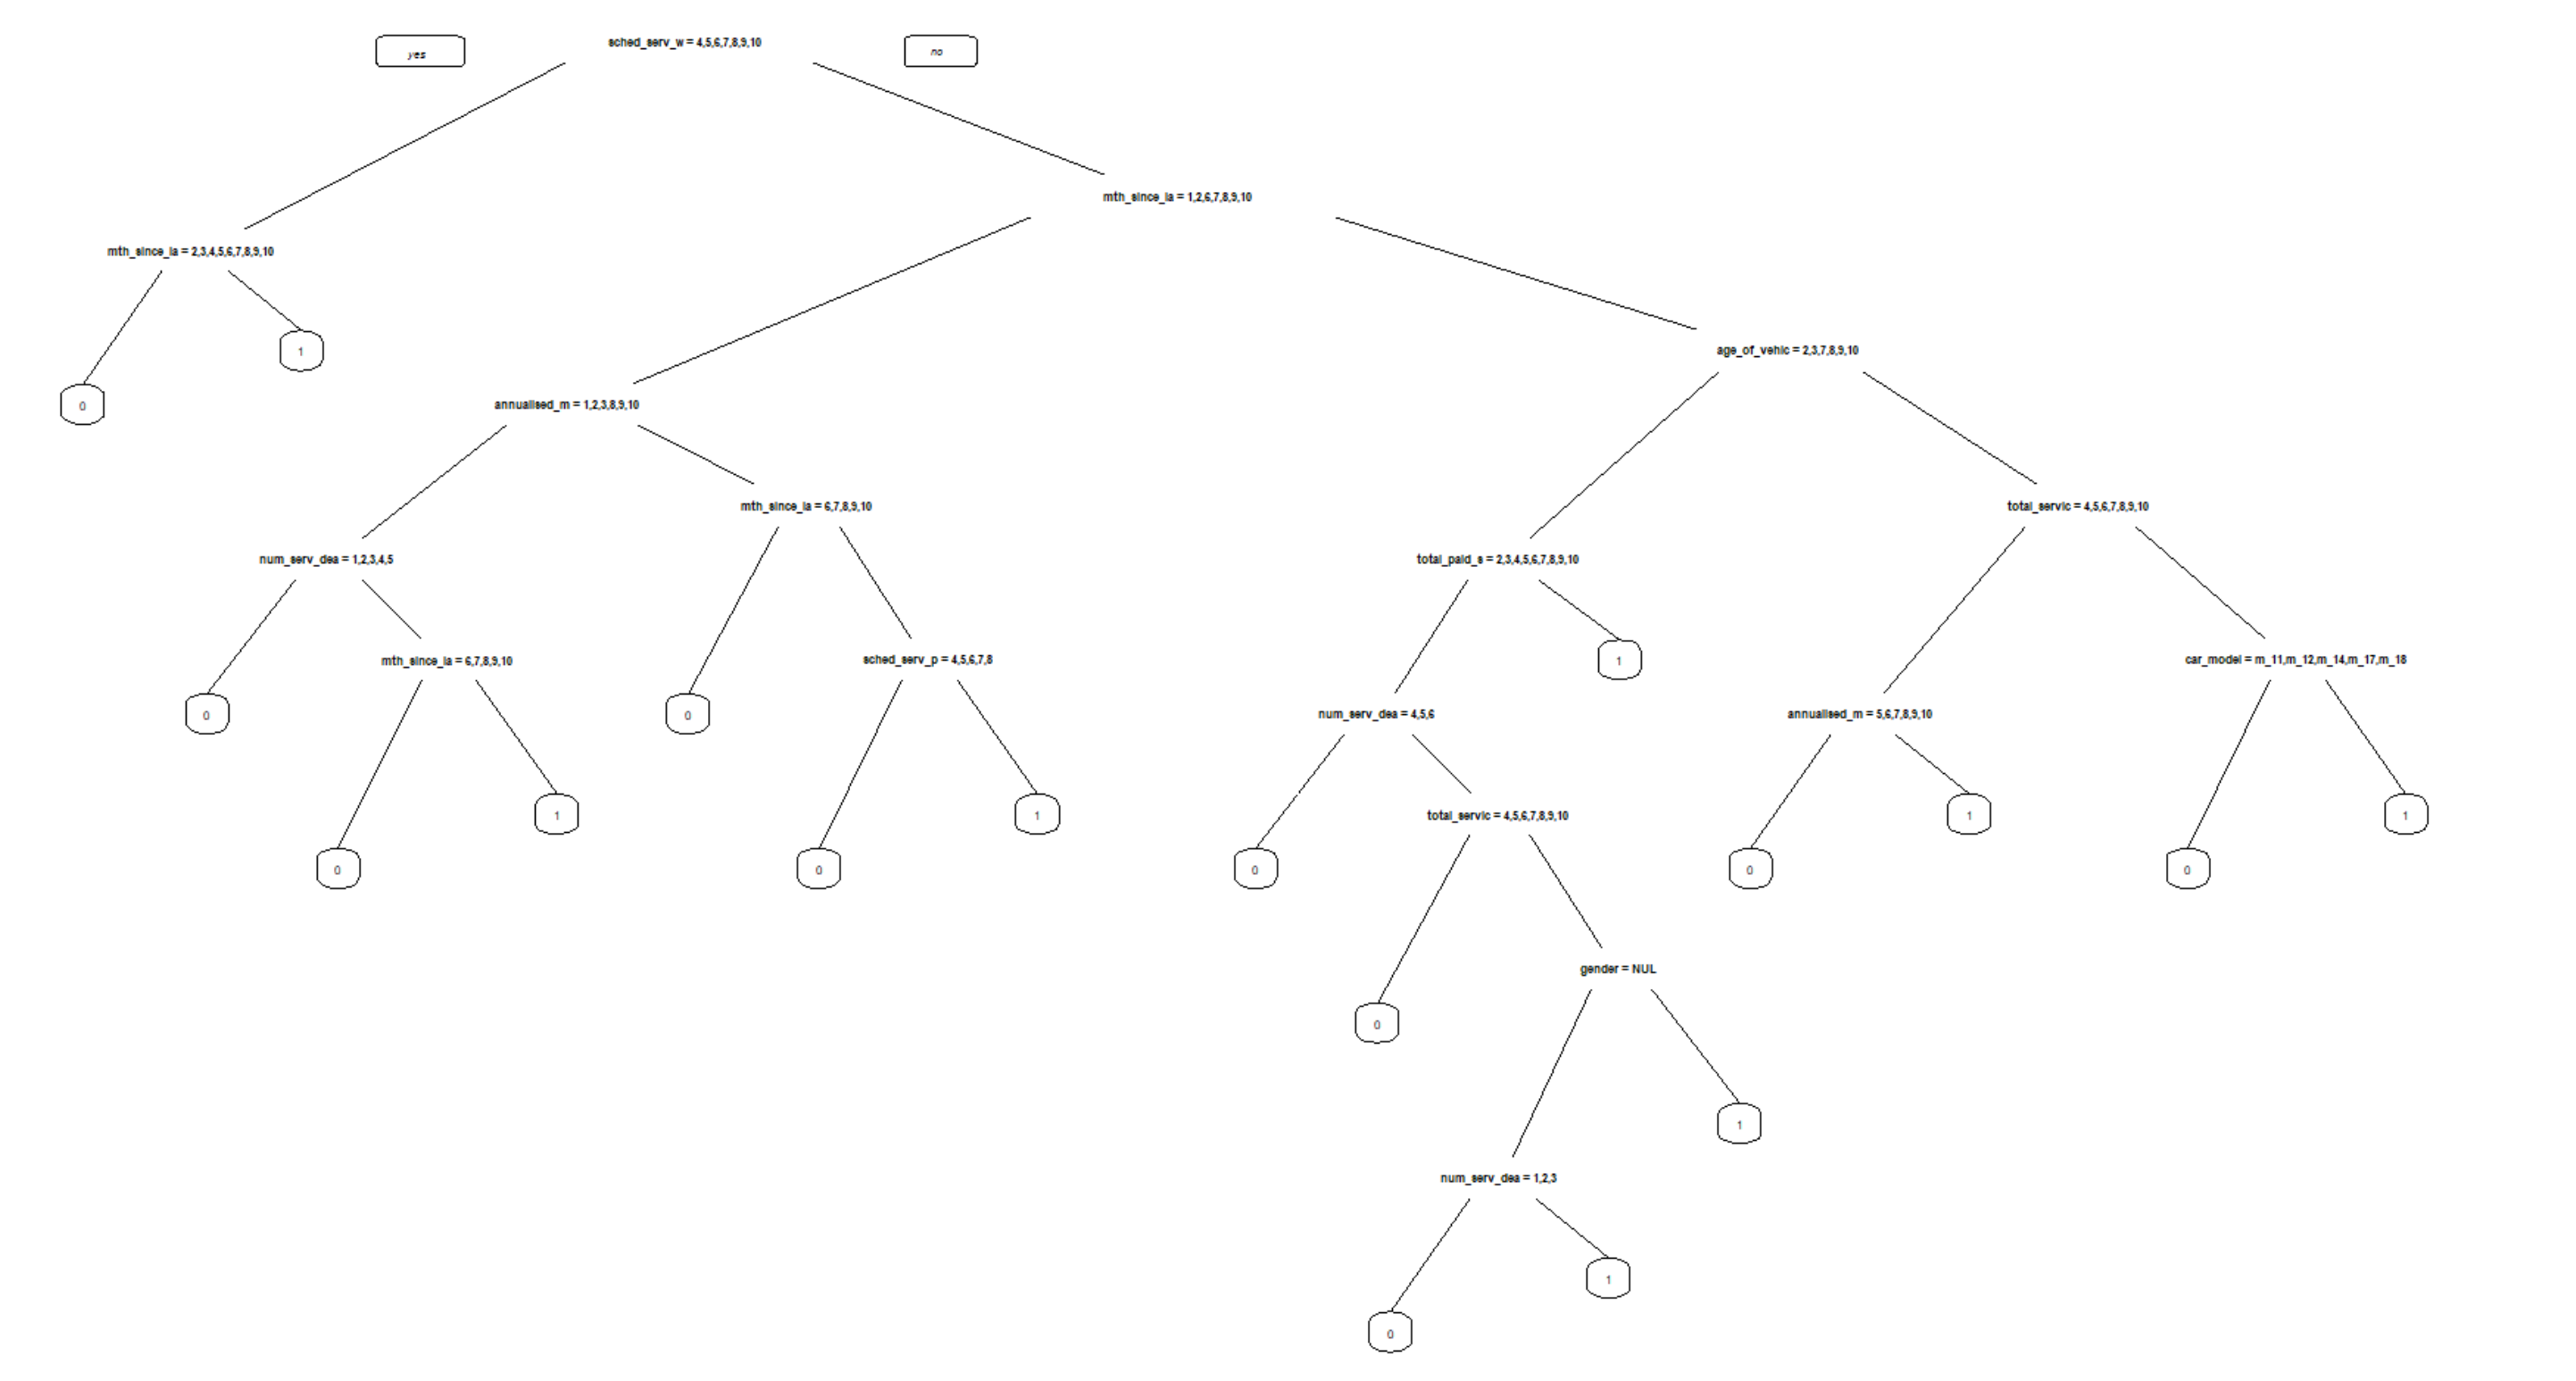 yes
sched_serv_w = 4,5,6,7,8,9,10
no
mth_since_la = 1,2,6,7,8,9,10
mth_since_la = 2,3,4,5,6,7,8,9,10
1
age_of_vehic = 2,3,7,8,9,10
0
annualised_m = 1,2,3,8,9,10
mth_since_la = 6,7,8,9,10
total_servic = 4,5,6,7,8,9,10
num_serv_dea = 1,2,3,4,5
total_paid_s = 2,3,4,5,6,7,8,9,10
mth_since_la = 6,7,8,9,10
sched_serv_p = 4,5,6,7,8
1
car_model = m_11,m_12,m_14,m_17,m_18
0
0
num_serv_dea = 4,5,6
annualised_m = 5,6,7,8,9,10
1
1
total_servic = 4,5,6,7,8,9,10
1
1
0
0
0
0
0
gender = NUL
0
1
num_serv_dea = 1,2,3
1
0